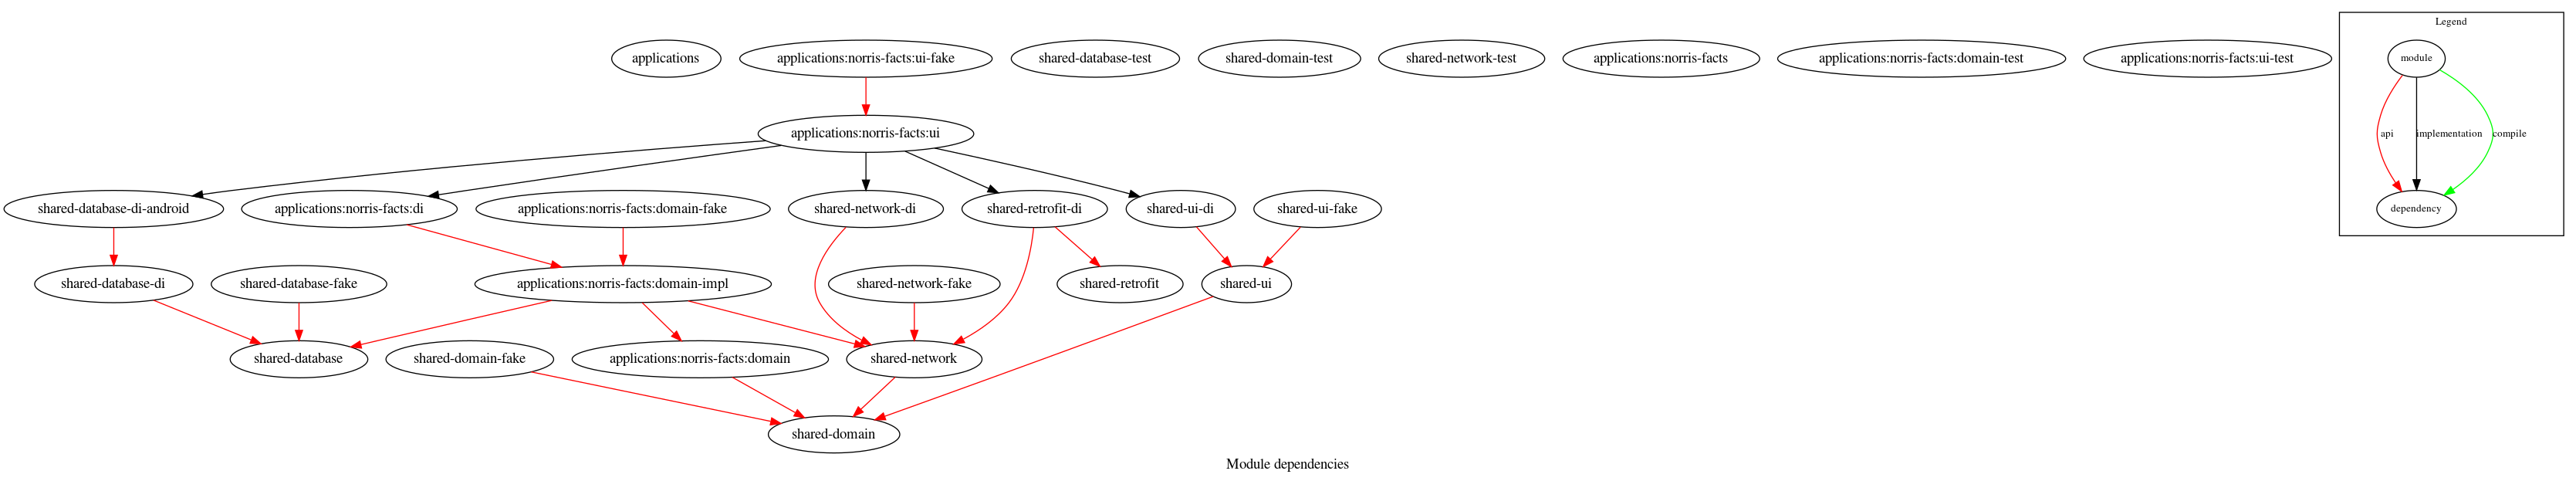 Legend
applications
applications:norris-facts:ui-fake
shared-database-test
shared-domain-test
shared-network-test
applications:norris-facts
applications:norris-facts:domain-test
applications:norris-facts:ui-test
module
applications:norris-facts:ui
api
implementation
compile
shared-database-di-android
applications:norris-facts:di
applications:norris-facts:domain-fake
shared-network-di
shared-retrofit-di
shared-ui-di
shared-ui-fake
dependency
shared-database-di
shared-database-fake
applications:norris-facts:domain-impl
shared-network-fake
shared-retrofit
shared-ui
shared-database
shared-domain-fake
applications:norris-facts:domain
shared-network
shared-domain
Module dependencies